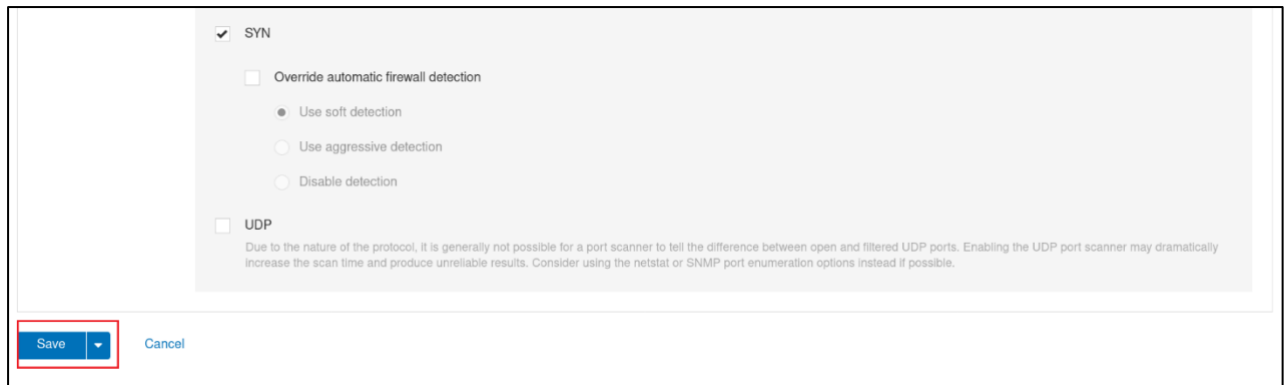 SYN
Override automatic firewall detection
Use soft detection
Use aggressive detection
Disable detection
UDP
Due to the nature of the protocol, it is generally not possible for a port scanner to tell the difference between open and filtered UDP ports. Enabling the UDP port scanner may dramatically
increase the scan time and produce unreliable results. Consider using the netstat or SNMP port enumeration options instead if possible.
Save Cancel